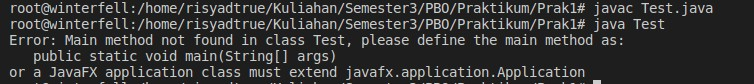 root@winterfell:/home/risyadtrue/Kuliahan/Semester3/PBO/Praktikum/Prak1# javac Test.java
root@winterfell:/home/risyadtrue/Kuliahan/Semester3/PBO/Praktikum/Prak1# java Test
Error: Main method not found in class Test, please define the main method as:
   public static void main(String[] args)
or a JavaFX application class must extend javafx.application.Application